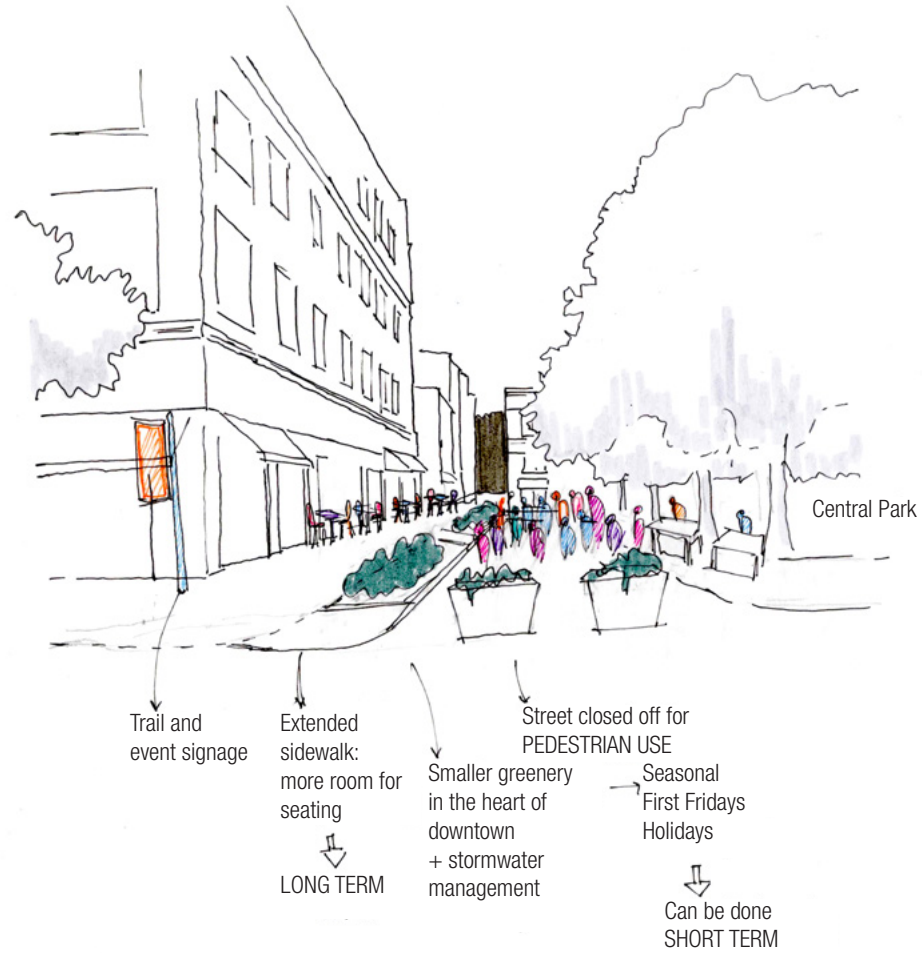 Central Park
Trail and
event signage
Extended
sidewalk:
more room for
seating
LONG TERM
Smaller greenery
in the heart of
downtown
+ stormwater
management
Street closed off for
PEDESTRIAN USE
Seasonal
First Fridays
Holidays
Can be done
SHORT TERM